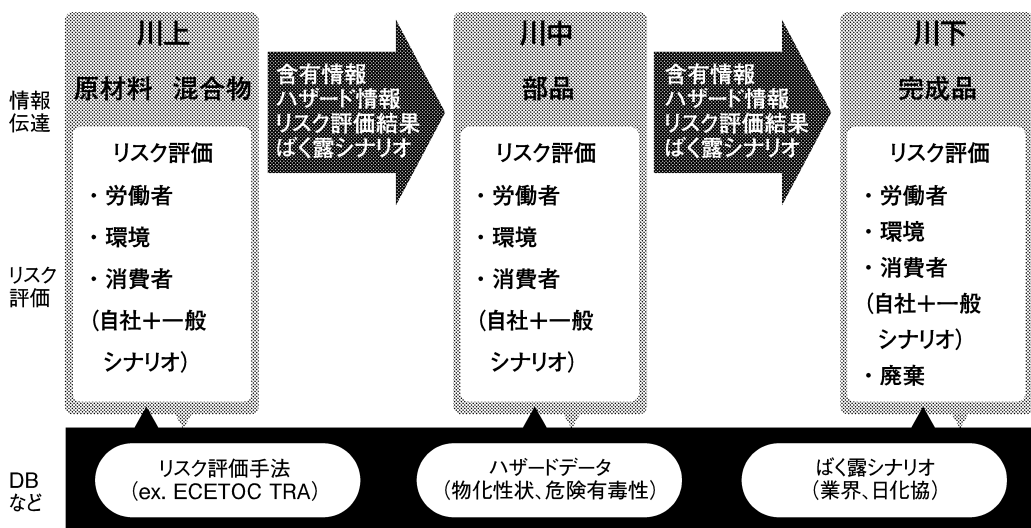 情報
伝達
川上
原材料 混合物
リスク評価
・労働者
・環境
・消費者
(自社＋一般
シナリオ)
含有情報
ハザード情報
リスク評価結果
ばく露シナリオ
川中
部品
リスク評価
・労働者
・環境
・消費者
(自社＋一般
シナリオ)
含有情報
ハザード情報
リスク評価結果
ばく露シナリオ
川下
完成品
リスク評価
・労働者
・環境
・消費者
(自社＋一般
シナリオ)
・廃棄
リスク
評価
DB
など
リスク評価手法
(ex. ECETOC TRA)
ハザードデータ
(物化性状、危険有毒性)
ばく露シナリオ
(業界、日化協)